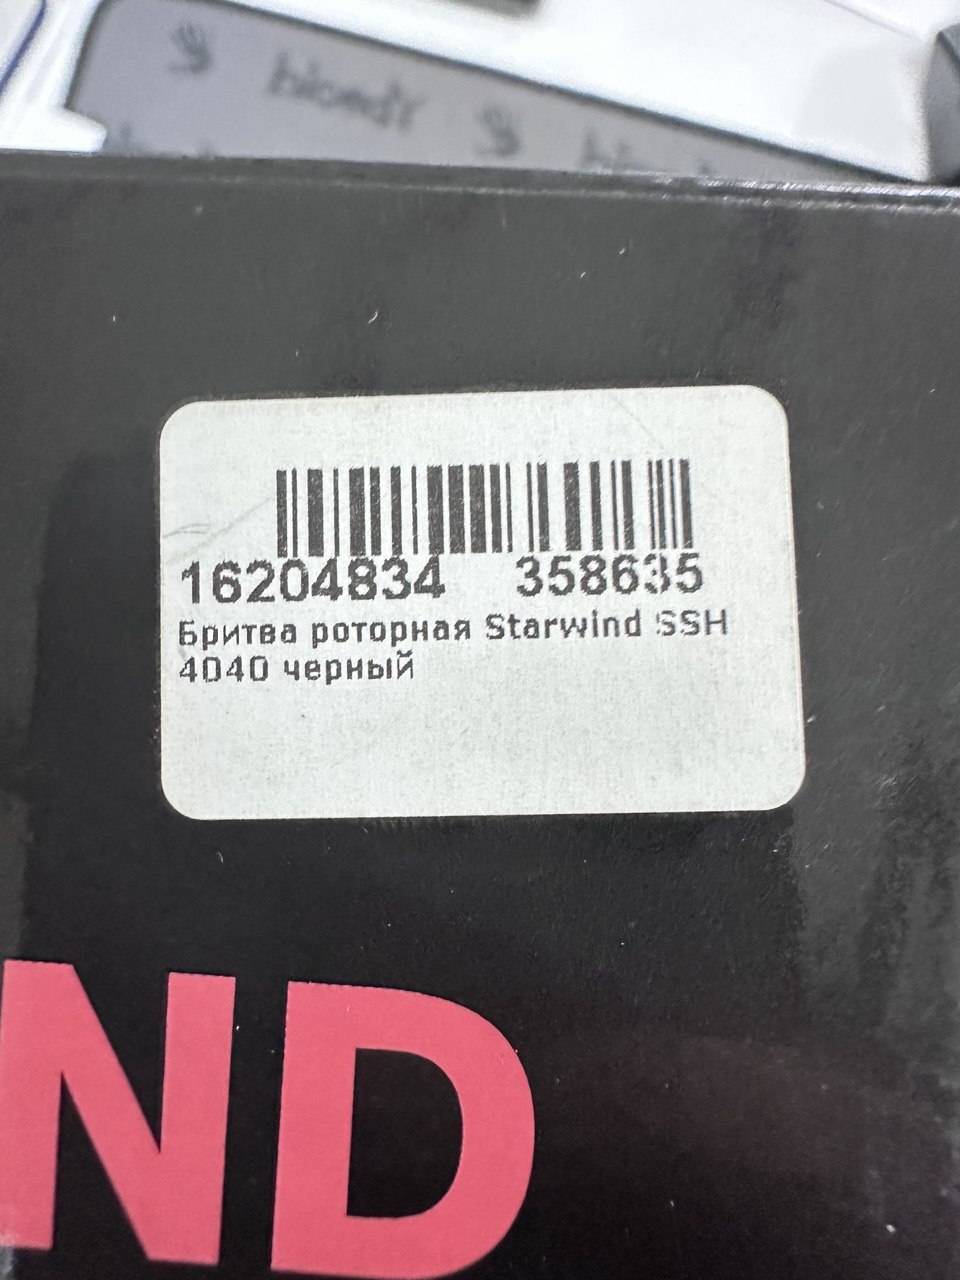 16204834 358635
Бритва роторная Starwind SSH
4040 черный
ND